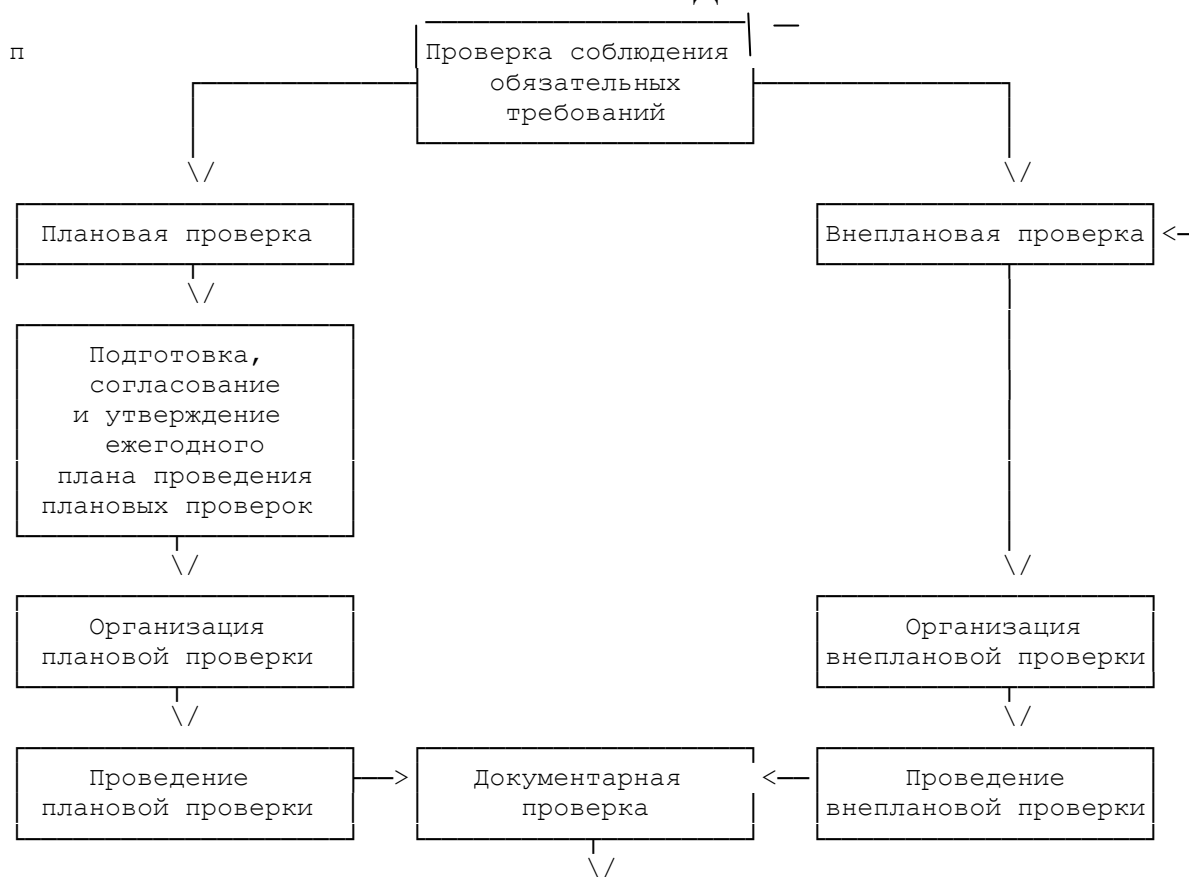 п
Проверка соблюдения
обязательных
требований
Плановая проверка
Внеплановая проверка
Подготовка,
согласование
и утверждение
ежегодного
плана проведения
плановых проверок
Организация
плановой проверки
Организация
внеплановой проверки
Проведение
плановой проверки
Документарная
проверка
Проведение
внеплановой проверки